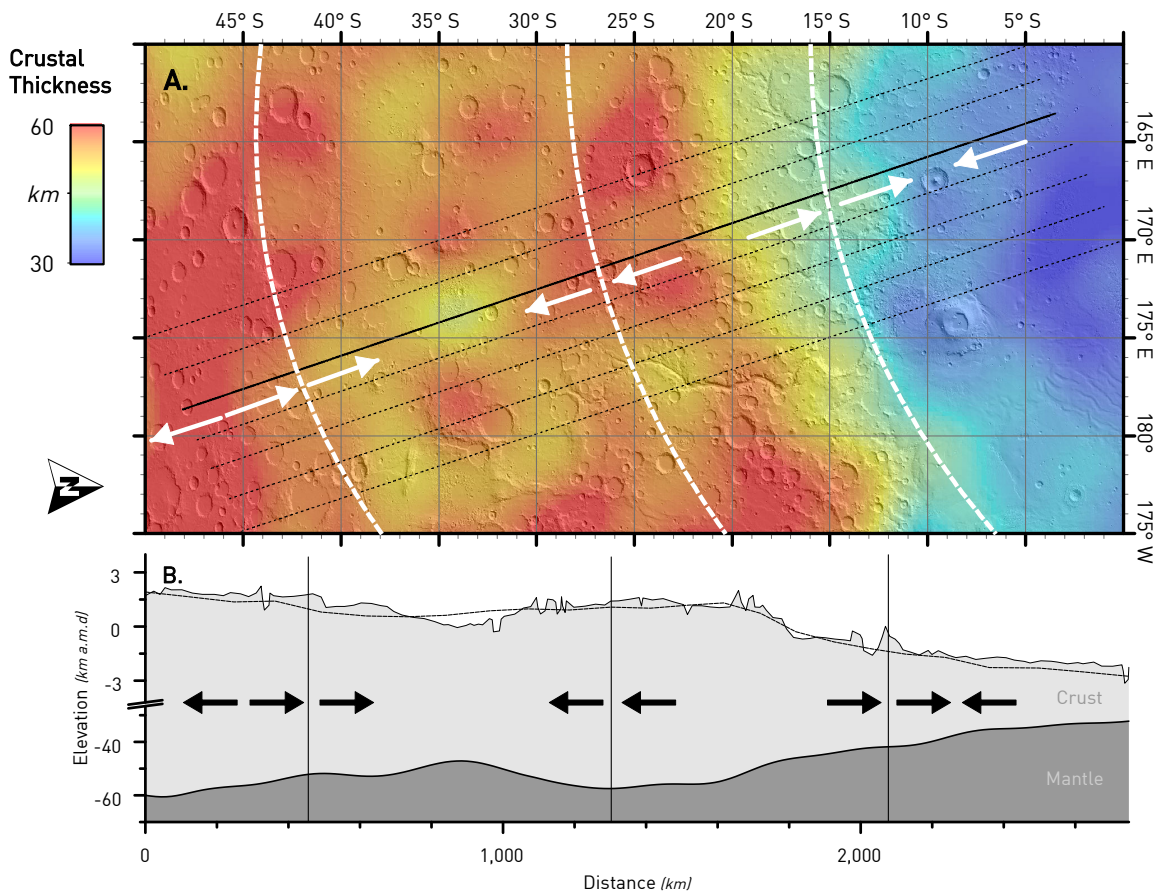 45° S 40° S 35° S 30° S 25° S 20° S 15° S 10° S 5° S
Crustal
Thickness
60
km
30
A.
165° E
170° E
175° E
180°
175° W
N
B.
3
0
-3
-40
-60
Elevation (km a.m.d)
Crust
Mantle
0 1,000 2,000
Distance (km)